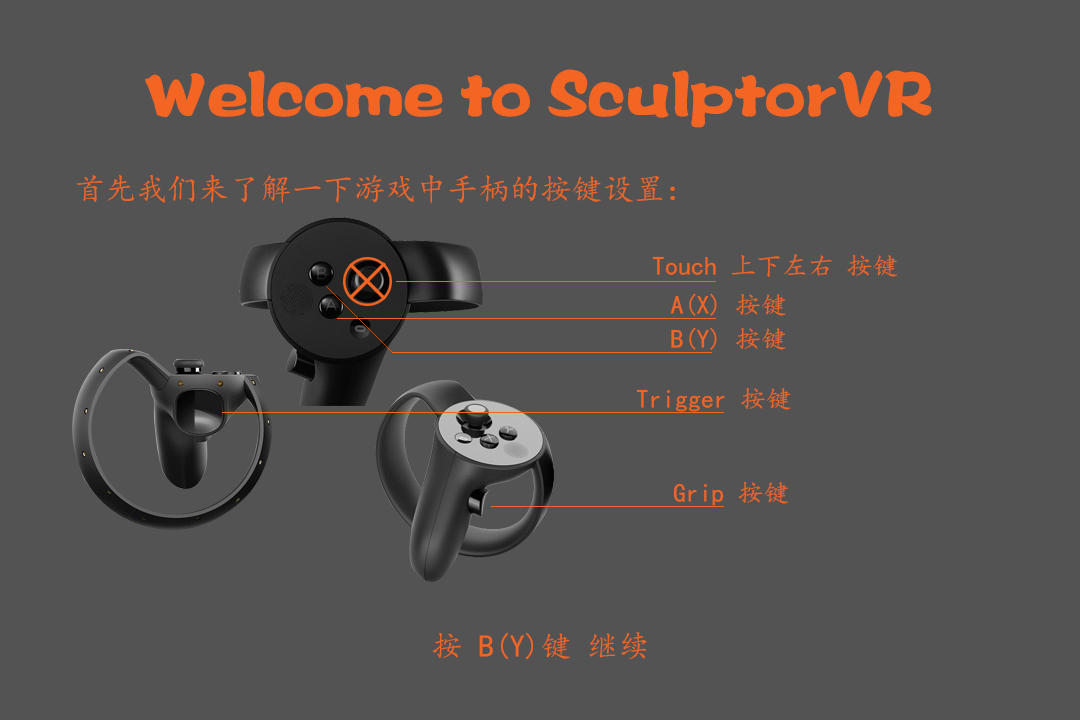 Welcome to SculptorVR
首先我们来了解一下游戏中手柄的按键设置：
Touch 上下左右 按键
B
A(X) 按键
A
B(Y) 按键
Trigger 按键
Y
X
Grip 按键
按 B(Y)键 继续